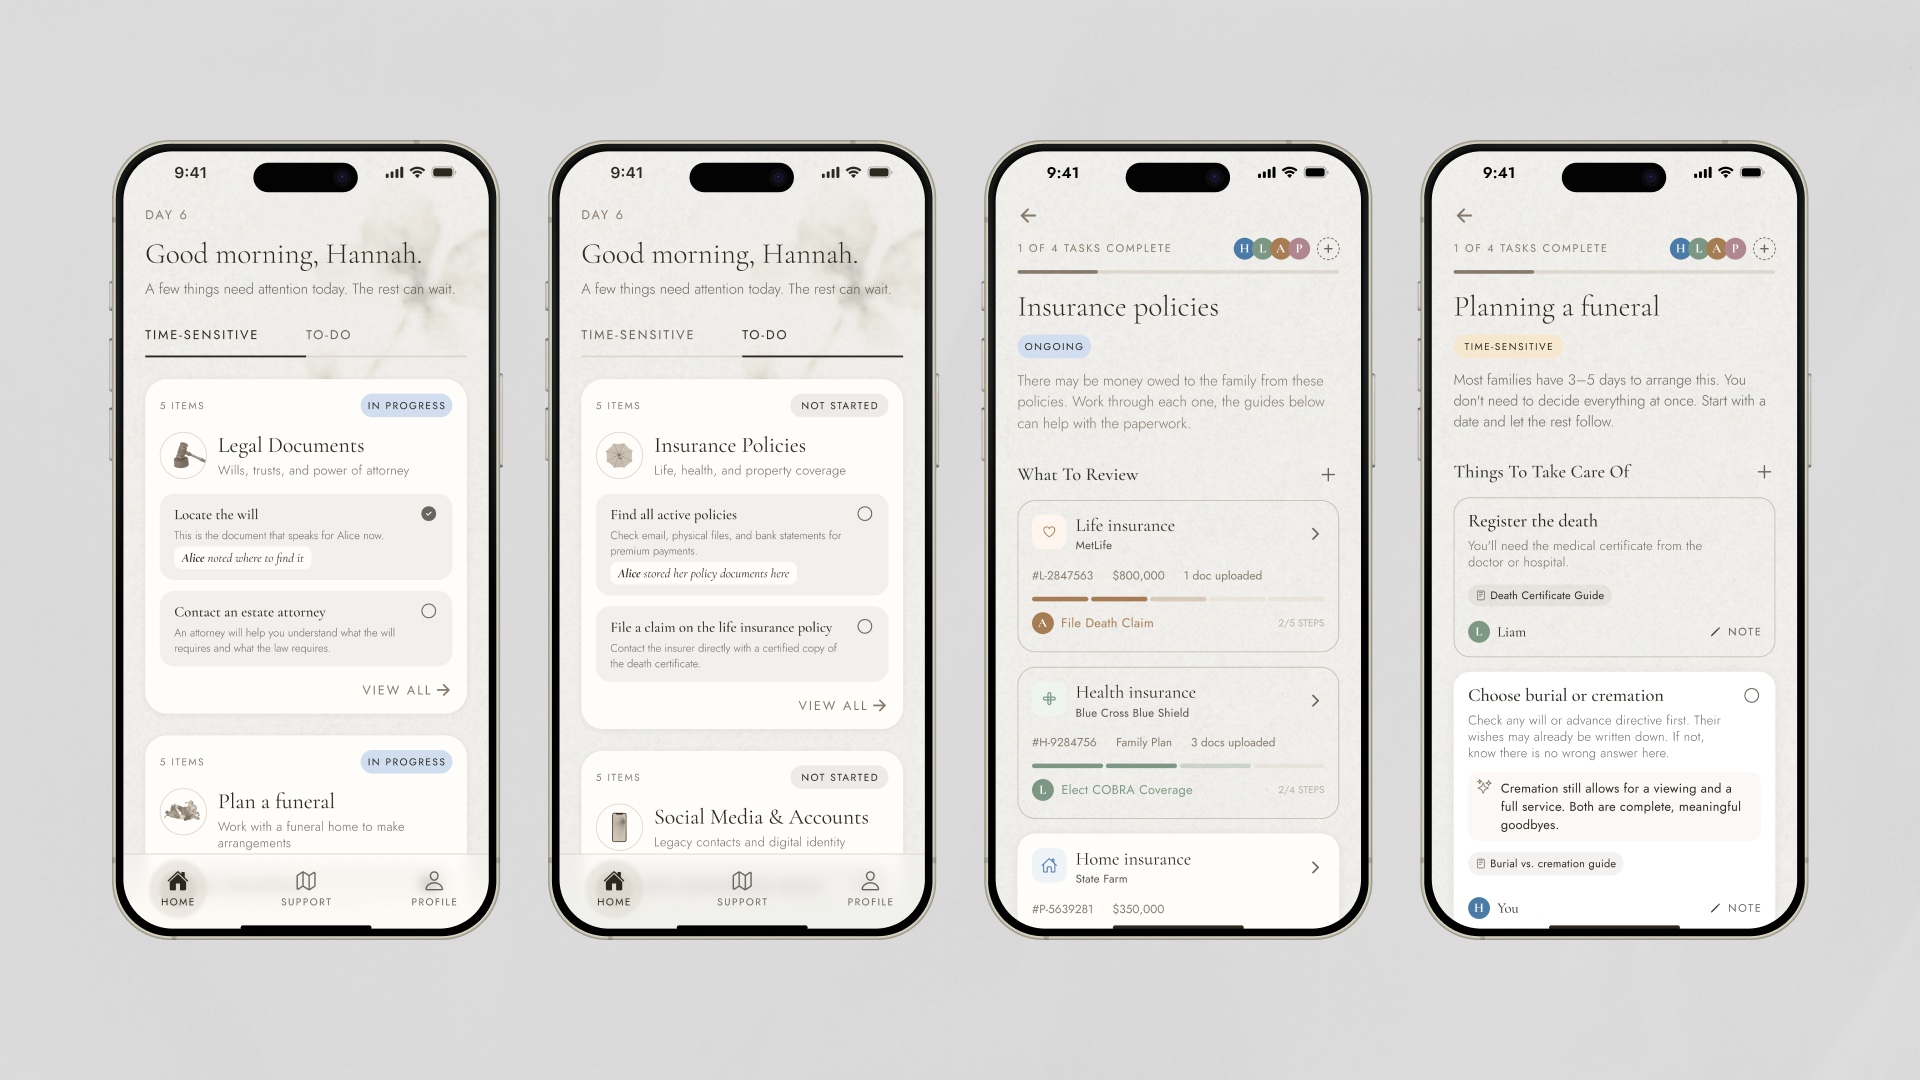 9:41
DAY 6
Good morning, Hannah.
A few things need attention today. The rest can wait.
TIME-SENSITIVE TO-DO
5 ITEMS IN PROGRESS
Legal Documents
Wills, trusts, and power of attorney
Locate the will
This is the document that speaks for Alice now.
Alice noted where to find it
Contact an estate attorney
An attorney will help you understand what the will
requires and what the law requires.
VIEW ALL
5 ITEMS IN PROGRESS
Plan a funeral
Work with a funeral home to make
arrangements
HOME SUPPORT PROFILE
9:41
DAY 6
Good morning, Hannah.
A few things need attention today. The rest can wait.
TIME-SENSITIVE TO-DO
5 ITEMS NOT STARTED
Insurance Policies
Life, health, and property coverage
Find all active policies
Check email, physical files, and bank statements for
premium payments.
Alice stored her policy documents here
File a claim on the life insurance policy
Contact the insurer directly with a certified copy of
the death certificate.
VIEW ALL
5 ITEMS NOT STARTED
Social Media & Accounts
Legacy contacts and digital identity
HOME SUPPORT PROFILE
9:41
1 OF 4 TASKS COMPLETE H L A P
Insurance policies
ONGOING
There may be money owed to the family from these
policies. Work through each one, the guides below
can help with the paperwork.
What To Review
Life insurance
MetLife
#L-2847563 $800,000 1 doc uploaded
A File Death Claim 2/5 STEPS
Health insurance
Blue Cross Blue Shield
#H-9284756 Family Plan 3 docs uploaded
L Elect COBRA Coverage 2/4 STEPS
Home insurance
State Farm
#P-5639281 · $350,000
9:41
1 OF 4 TASKS COMPLETE H L A P
Planning a funeral
TIME-SENSITIVE
Most families have 3–5 days to arrange this. You
don't need to decide everything at once. Start with a
date and let the rest follow.
Things To Take Care Of
Register the death
You'll need the medical certificate from the
doctor or hospital.
Death Certificate Guide
L Liam NOTE
Choose burial or cremation
Check any will or advance directive first. Their
wishes may already be written down. If not,
know there is no wrong answer here.
Cremation still allows for a viewing and a
full service. Both are complete, meaningful
goodbyes.
Burial vs. cremation guide
H You NOTE